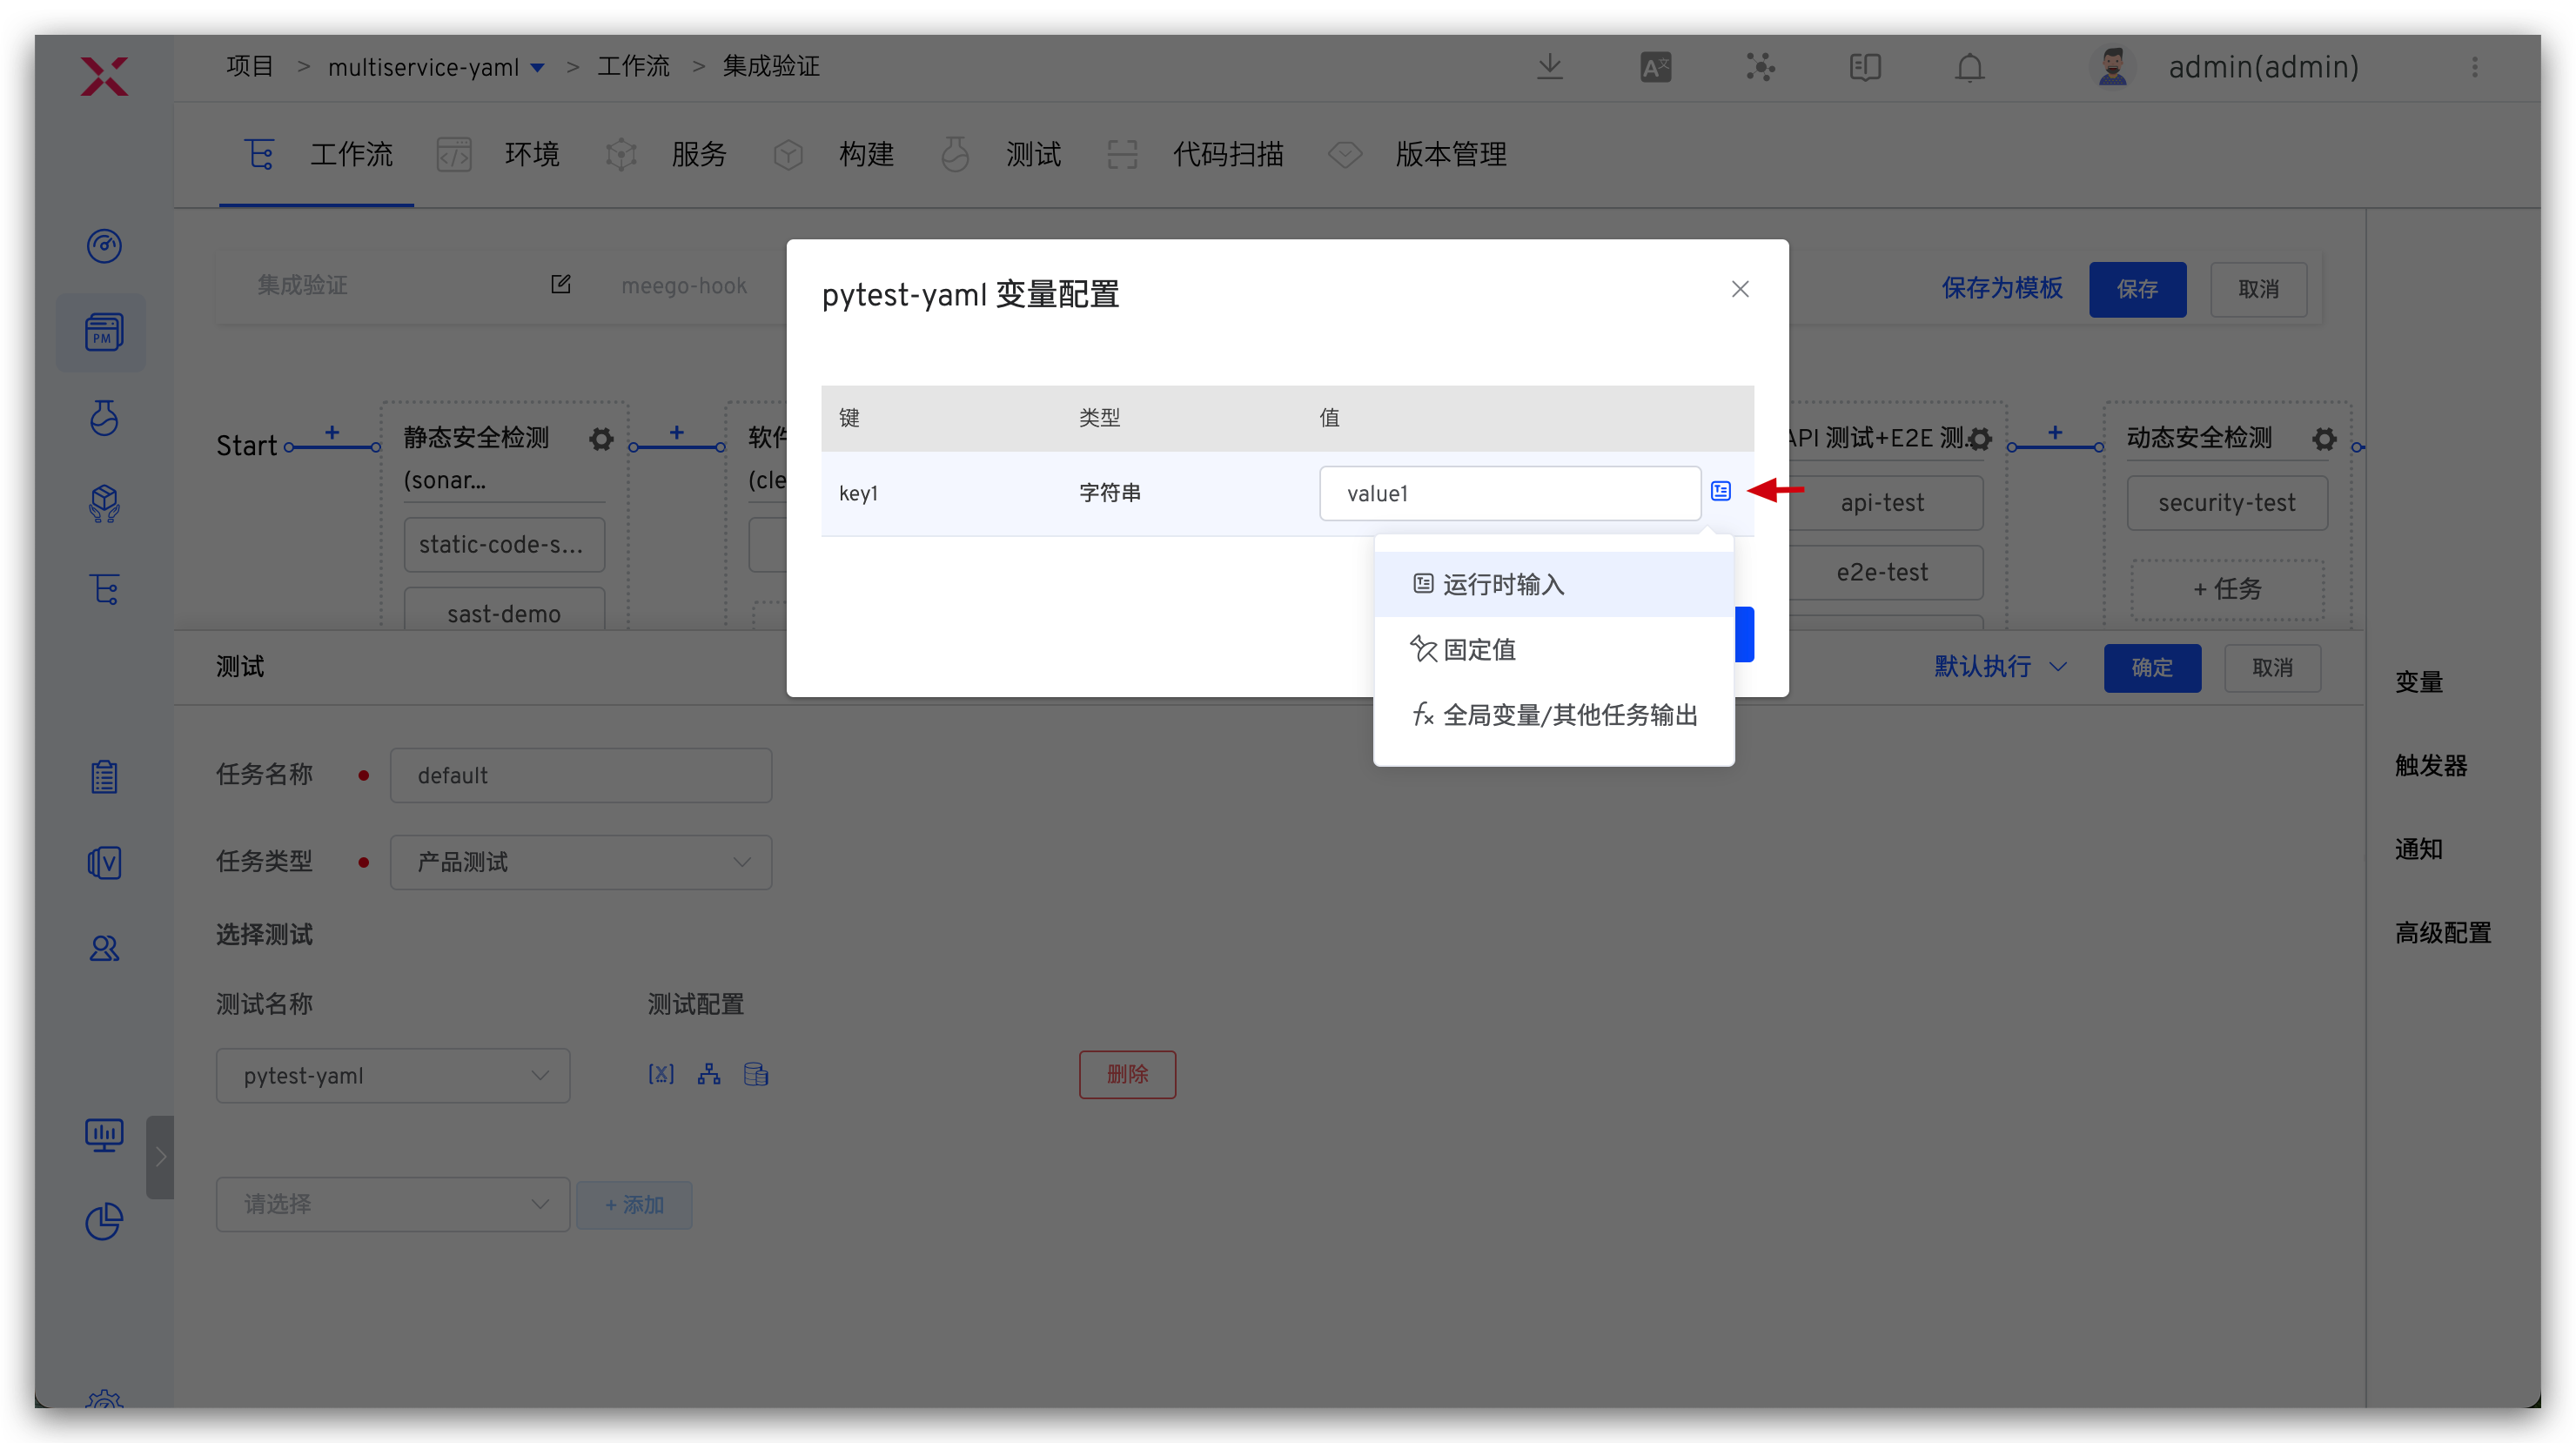 项目 > multiservice-yaml > 工作流 > 集成验证
admin(admin)
工作流 环境 服务 构建 测试 代码扫描 版本管理
集成验证 meego-hook
保存为模板 保存 取消
pytest-yaml 变量配置
键 类型 值
key1 字符串 value1
运行时输入
固定值
全局变量/其他任务输出
Start
静态安全检测
(sonar...
static-code-s...
sast-demo
软件
(cle
API 测试+E2E 测...
api-test
e2e-test
动态安全检测
security-test
+ 任务
测试
默认执行 确定 取消
任务名称 default
任务类型 产品测试
选择测试
测试名称 测试配置
pytest-yaml 删除
请选择 + 添加
变量
触发器
通知
高级配置
PM